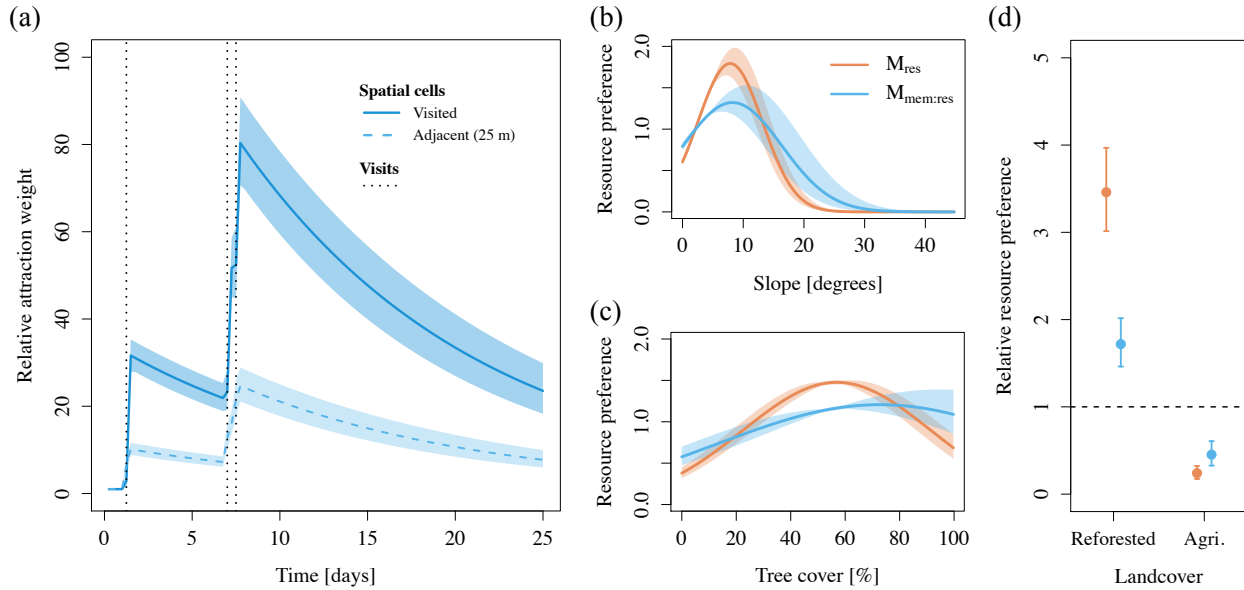 (a)
Relative attraction weight
0
20
40
60
80
100
Spatial cells
Visited
Adjacent (25 m)
Visits
0
5
10
15
20
25
Time [days]
(b)
Resource preference
0.0
1.0
2.0
M_res
M_mem:res
0
10
20
30
40
Slope [degrees]
(c)
Resource preference
0.0
1.0
2.0
0
20
40
60
80
100
Tree cover [%]
(d)
Relative resource preference
0
1
2
3
4
5
Reforested
Agri.
Landcover